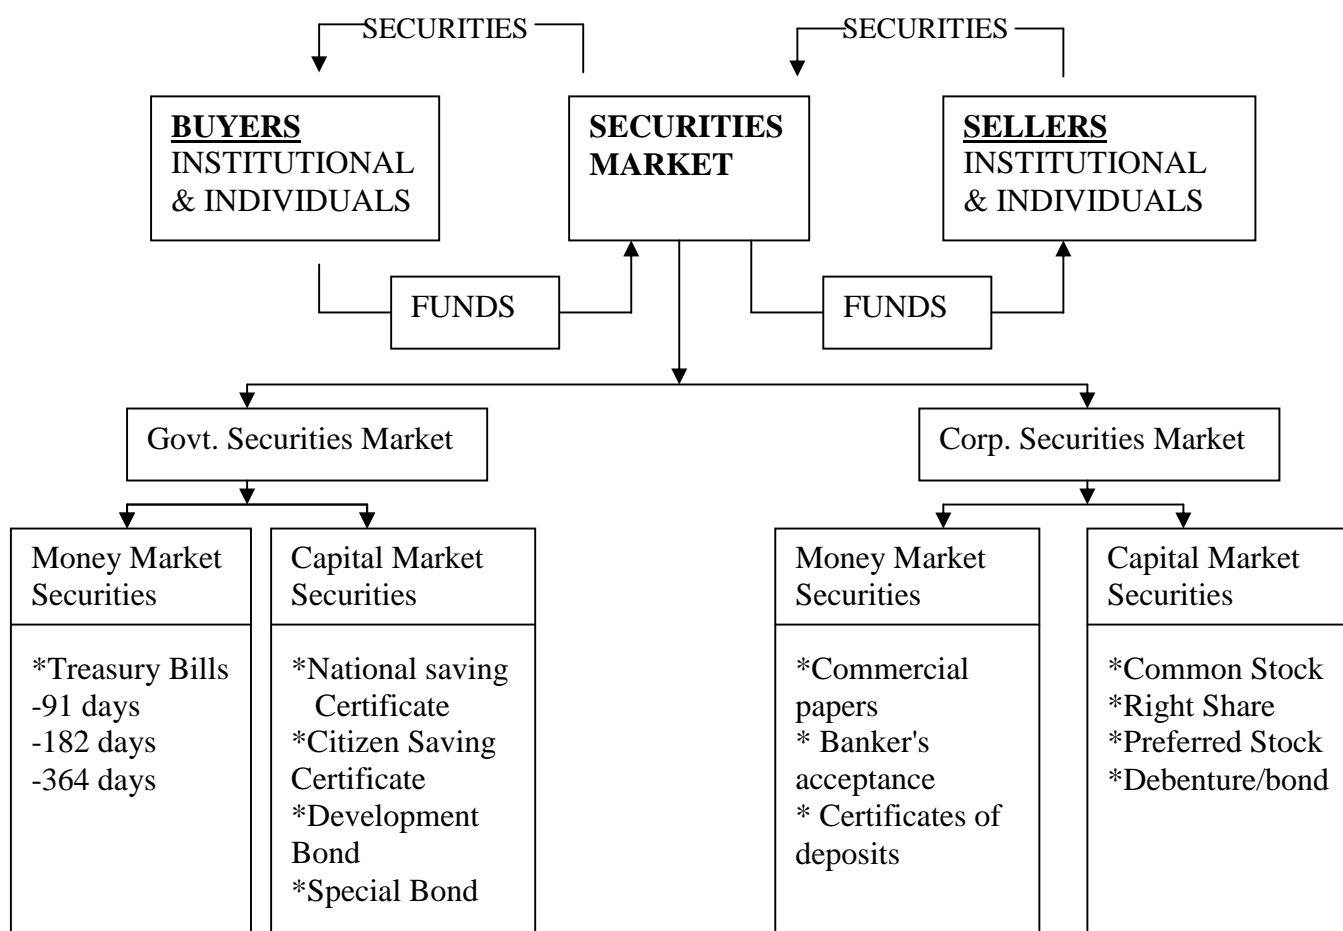 SECURITIES
SECURITIES
BUYERS
INSTITUTIONAL
& INDIVIDUALS
SECURITIES
MARKET
SELLERS
INSTITUTIONAL
& INDIVIDUALS
FUNDS
FUNDS
Govt. Securities Market
Corp. Securities Market
Money Market
Securities
*Treasury Bills
-91 days
-182 days
-364 days
Capital Market
Securities
*National saving
Certificate
*Citizen Saving
Certificate
*Development
Bond
*Special Bond
Money Market
Securities
*Commercial
papers
* Banker's
acceptance
* Certificates of
deposits
Capital Market
Securities
*Common Stock
*Right Share
*Preferred Stock
*Debenture/bond